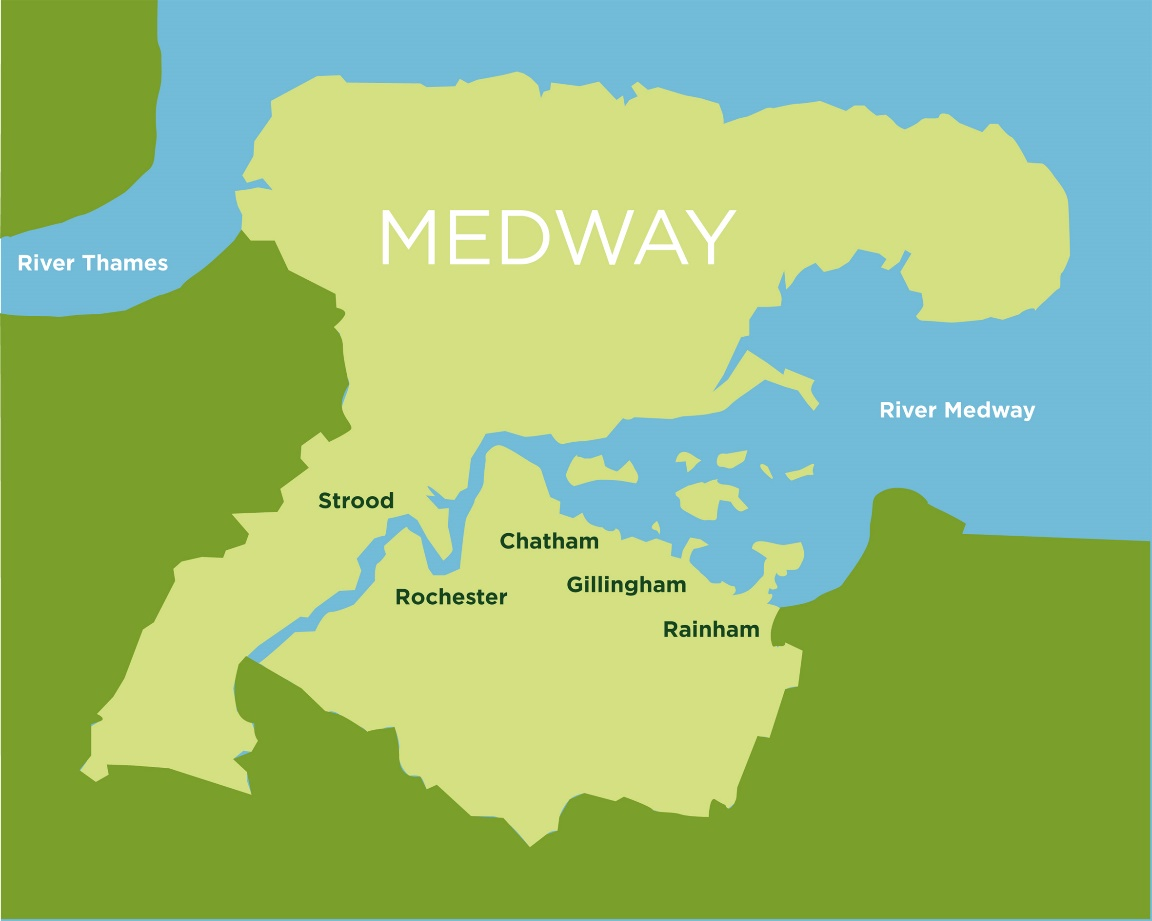 MEDWAY
River Thames
River Medway
Strood
Chatham
Gillingham
Rochester
Rainham